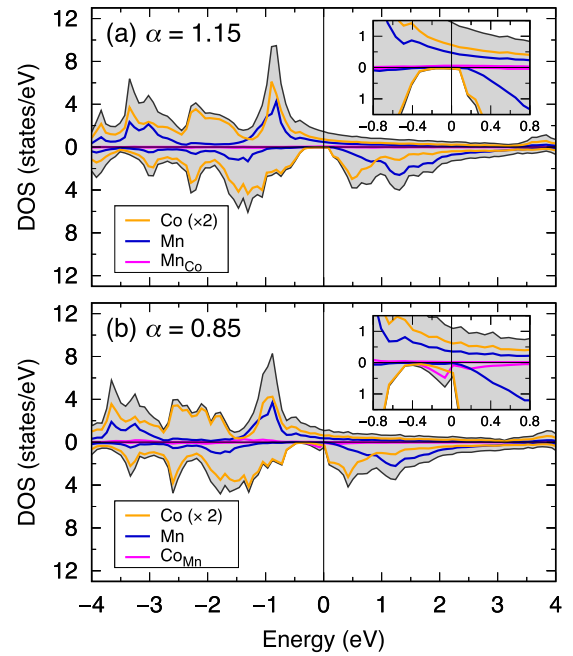 (a) α = 1.15
DOS (states/eV)
12
8
4
0
4
8
12
Co (×2)
Mn
Mn_Co
1
0
1
−0.8 −0.4 0 0.4 0.8
(b) α = 0.85
DOS (states/eV)
12
8
4
0
4
8
12
Co (× 2)
Mn
Co_Mn
1
0
1
−0.8 −0.4 0 0.4 0.8
−4 −3 −2 −1 0 1 2 3 4
Energy (eV)